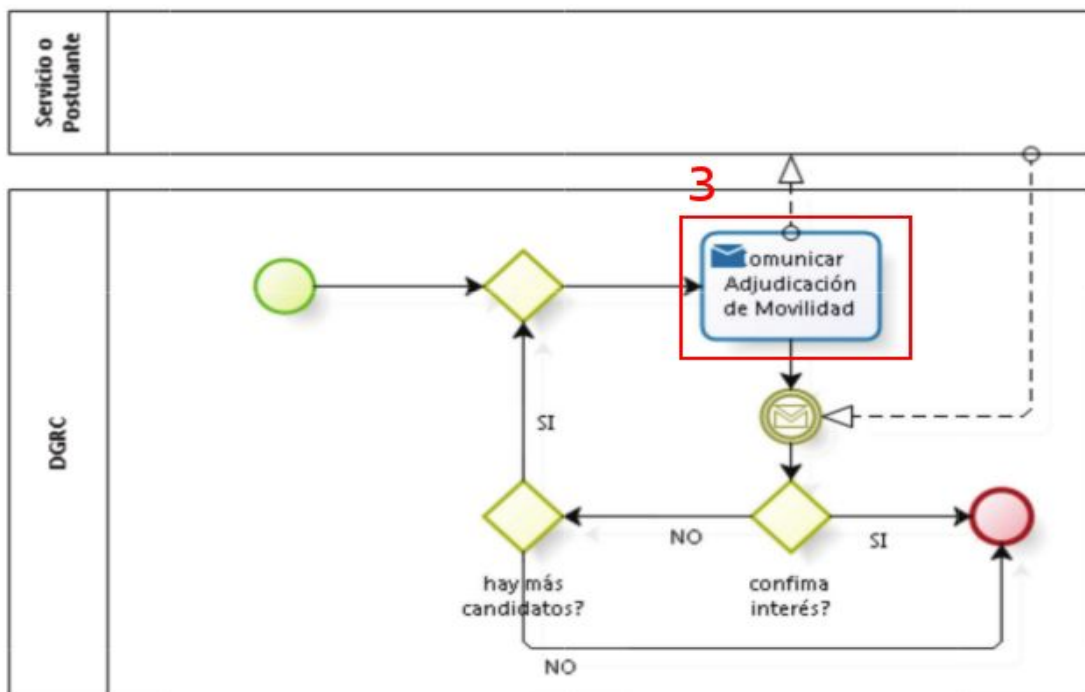 Servicio o
Postulante
3
omunicar
Adjudicación
de Movilidad
SI
DGRC
NO
SI
hay más
candidatos?
confima
interés?
NO